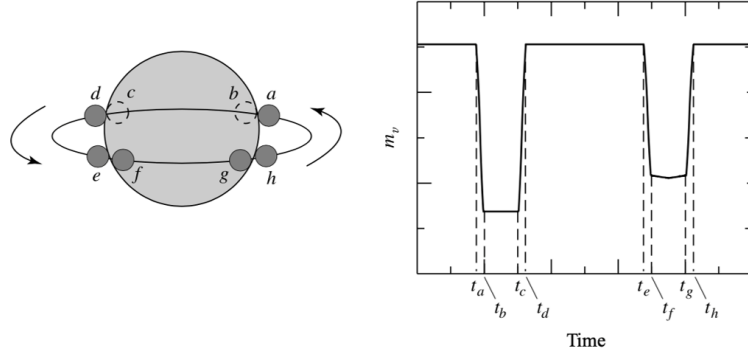 d c b a
e f g h
m_v
t_a t_c t_e t_g
t_b t_d t_f t_h
Time